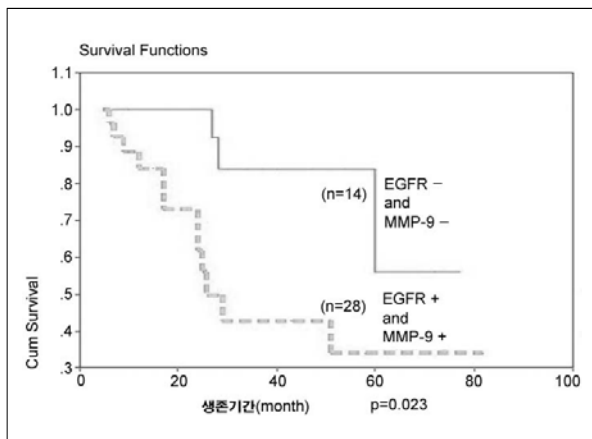 Survival Functions
1.1
1.0
.9
.8
.7
.6
.5
.4
.3
Cum Survival
(n=14)
EGFR −
and
MMP-9 −
(n=28)
EGFR +
and
MMP-9 +
0 20 40 60 80 100
생존기간(month) p=0.023